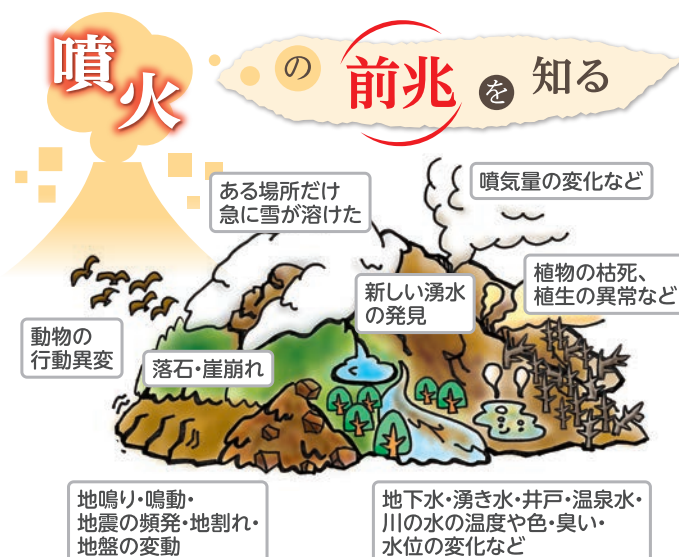 噴火の前兆を知る
ある場所だけ
急に雪が溶けた
噴気量の変化など
植物の枯死、
植生の異常など
新しい湧水
の発見
動物の
行動異変
落石・崖崩れ
地鳴り・鳴動・
地震の頻発・地割れ・
地盤の変動
地下水・湧き水・井戸・温泉水・
川の水の温度や色・臭い・
水位の変化など